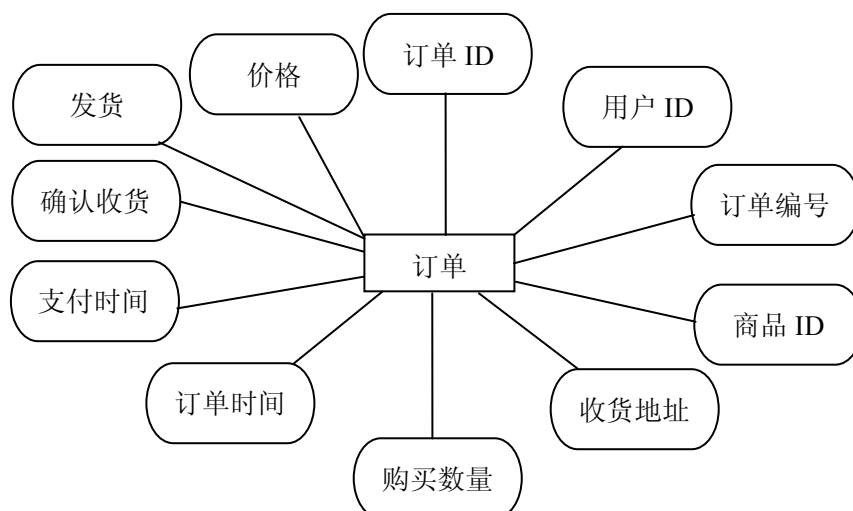 订单 ID
价格
用户 ID
发货
确认收货
订单编号
订单
支付时间
商品 ID
订单时间
收货地址
购买数量